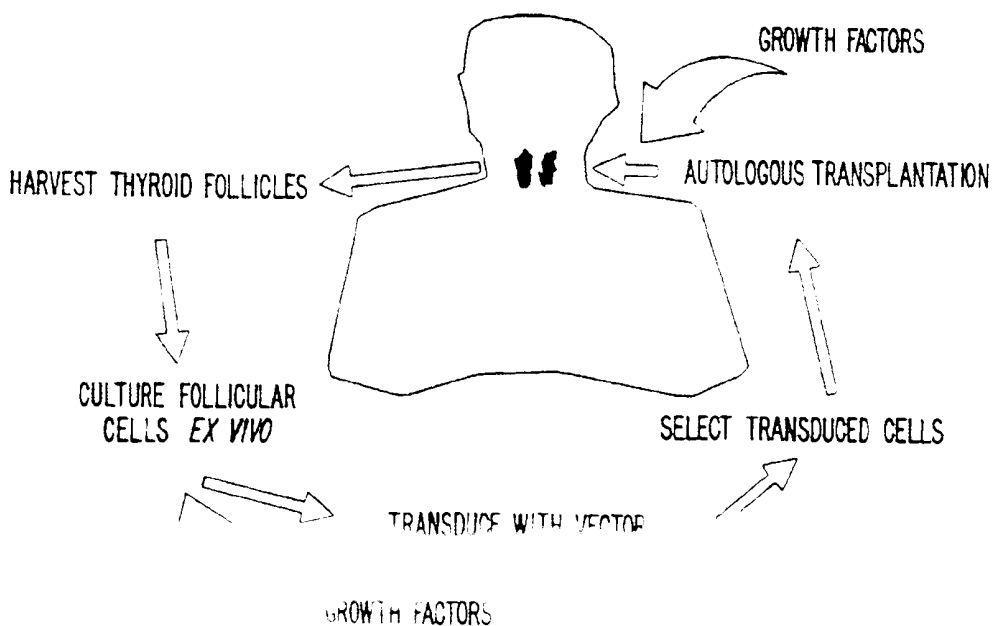 GROWTH FACTORS
HARVEST THYROID FOLLICLES
AUTOLOGOUS TRANSPLANTATION
CULTURE FOLLICULAR
CELLS EX VIVO
SELECT TRANSDUCED CELLS
TRANSDUCE WITH VECTOR
GROWTH FACTORS